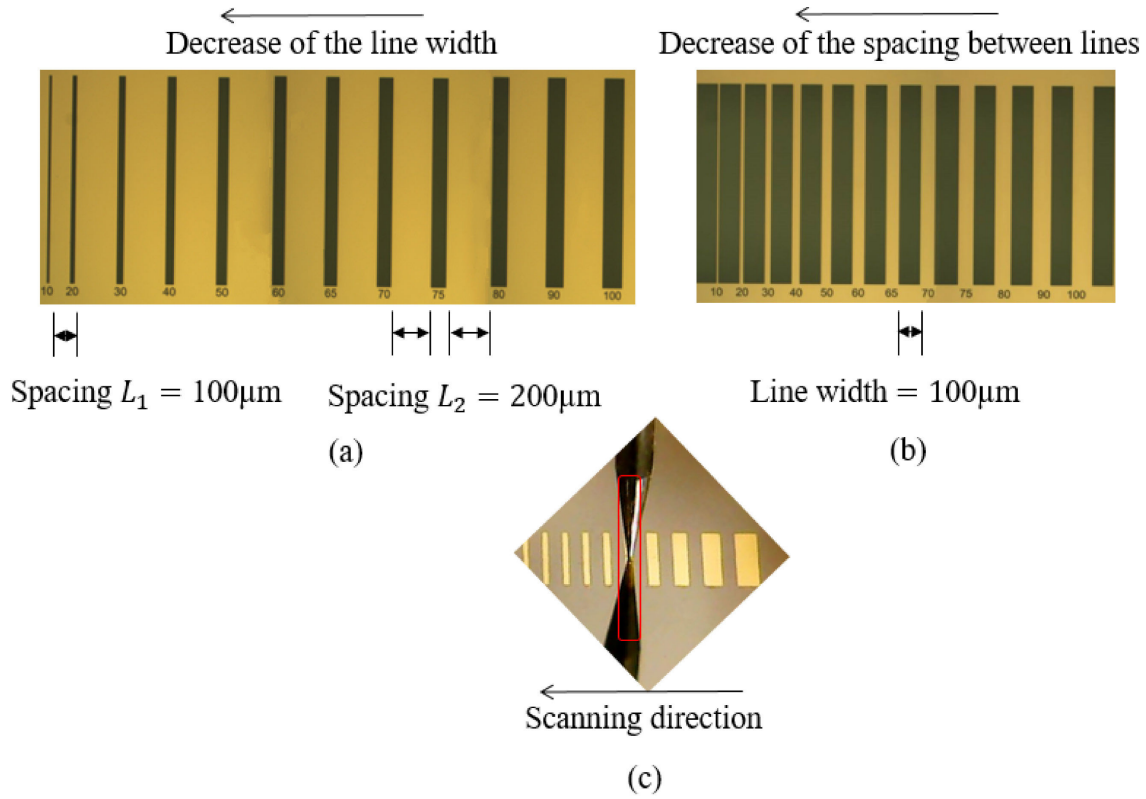 Decrease of the line width
10 20 30 40 50 60 65 70 75 80 90 100
Spacing L₁ = 100μm
Spacing L₂ = 200μm
(a)
Decrease of the spacing between lines
10 20 30 40 50 60 65 70 75 80 90 100
Line width = 100μm
(b)
Scanning direction
(c)